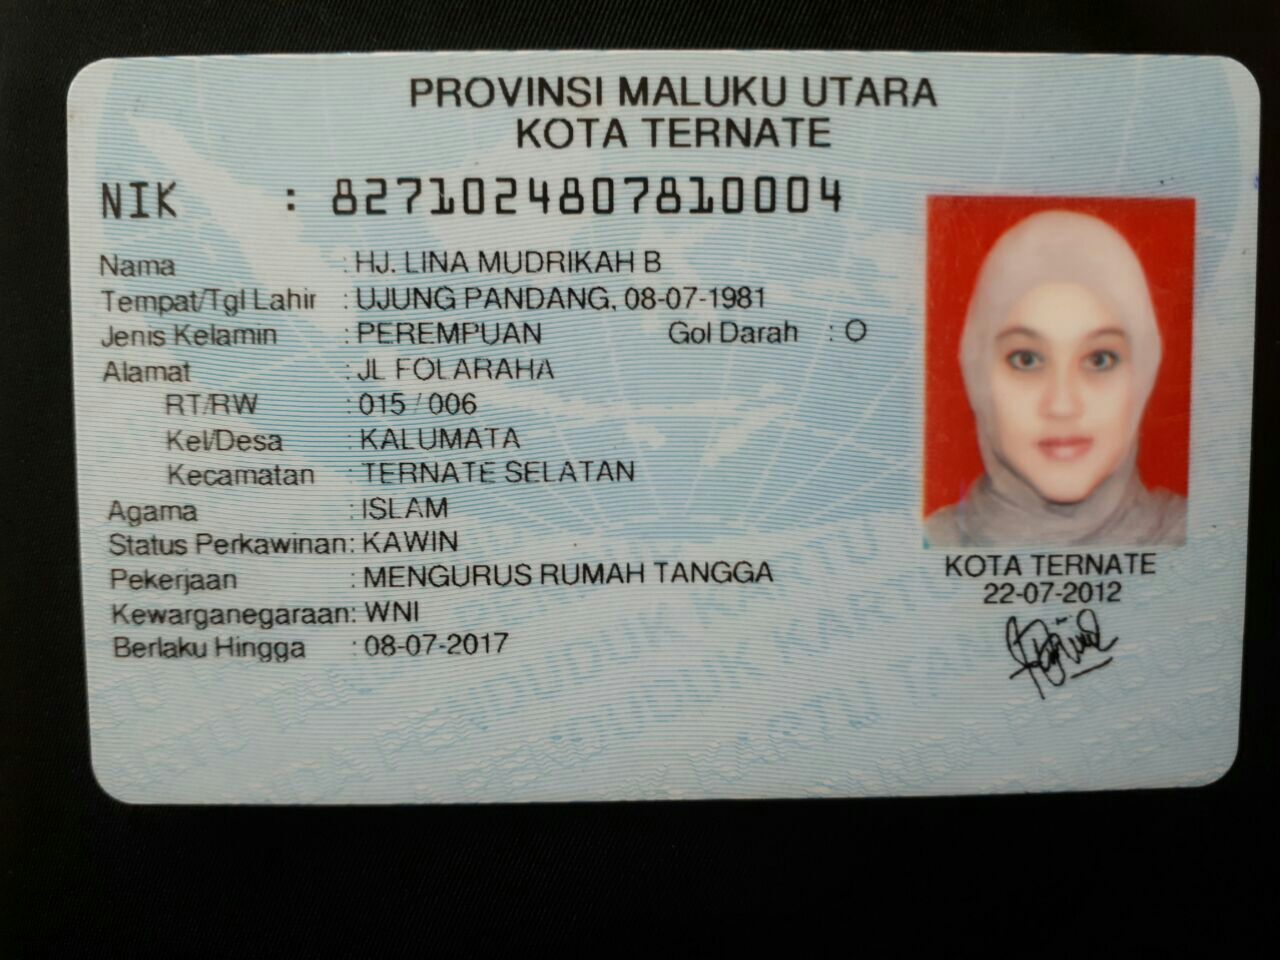 PROVINSI MALUKU UTARA
KOTA TERNATE
NIK : 8271024807810004
Nama : HJ. LINA MUDRIKAH B
Tempat/Tgl Lahir : UJUNG PANDANG, 08-07-1981
Jenis Kelamin : PEREMPUAN Gol Darah : O
Alamat : JL FOLARAHA
RT/RW : 015 / 006
Kel/Desa : KALUMATA
Kecamatan : TERNATE SELATAN
Agama : ISLAM
Status Perkawinan: KAWIN
Pekerjaan : MENGURUS RUMAH TANGGA
Kewarganegaraan: WNI
Berlaku Hingga : 08-07-2017
KOTA TERNATE
22-07-2012